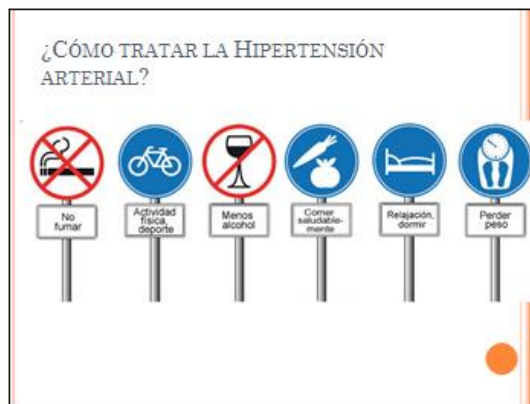 ¿CÓMO TRATAR LA HIPERTENSIÓN
ARTERIAL?
No
fumar
Actividad
física,
deporte
Menos
alcohol
Comer
saludable-
mente
Relajación,
dormir
Perder
peso